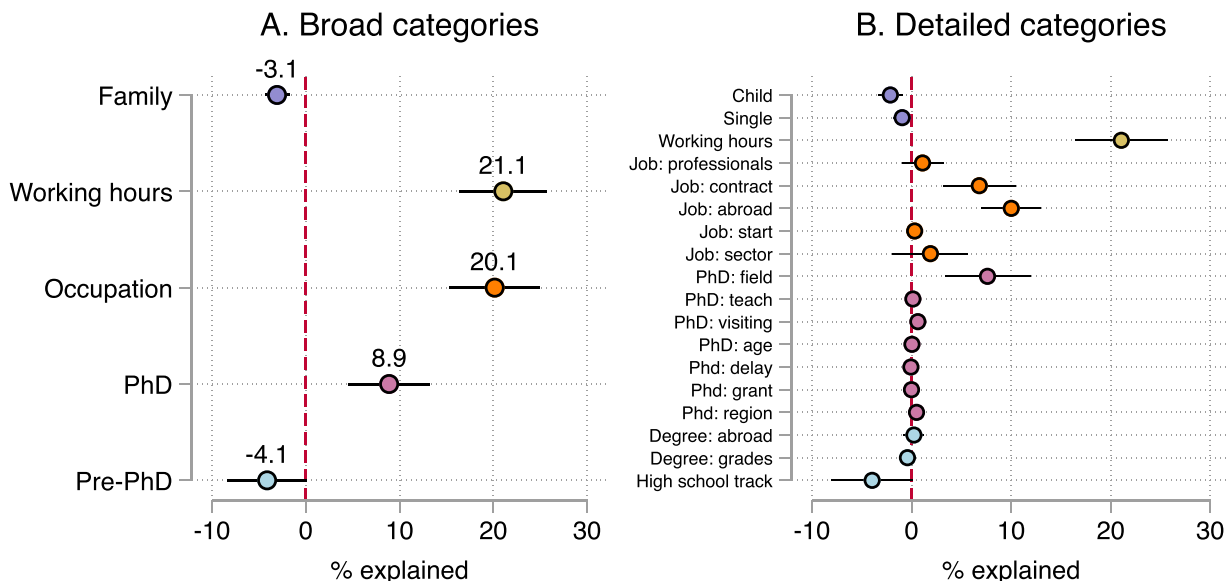 A. Broad categories
-3.1
Family
21.1
Working hours
20.1
Occupation
8.9
PhD
-4.1
Pre-PhD
-10 0 10 20 30
% explained
B. Detailed categories
Child
Single
Working hours
Job: professionals
Job: contract
Job: abroad
Job: start
Job: sector
PhD: field
PhD: teach
PhD: visiting
PhD: age
Phd: delay
Phd: grant
Phd: region
Degree: abroad
Degree: grades
High school track
-10 0 10 20 30
% explained